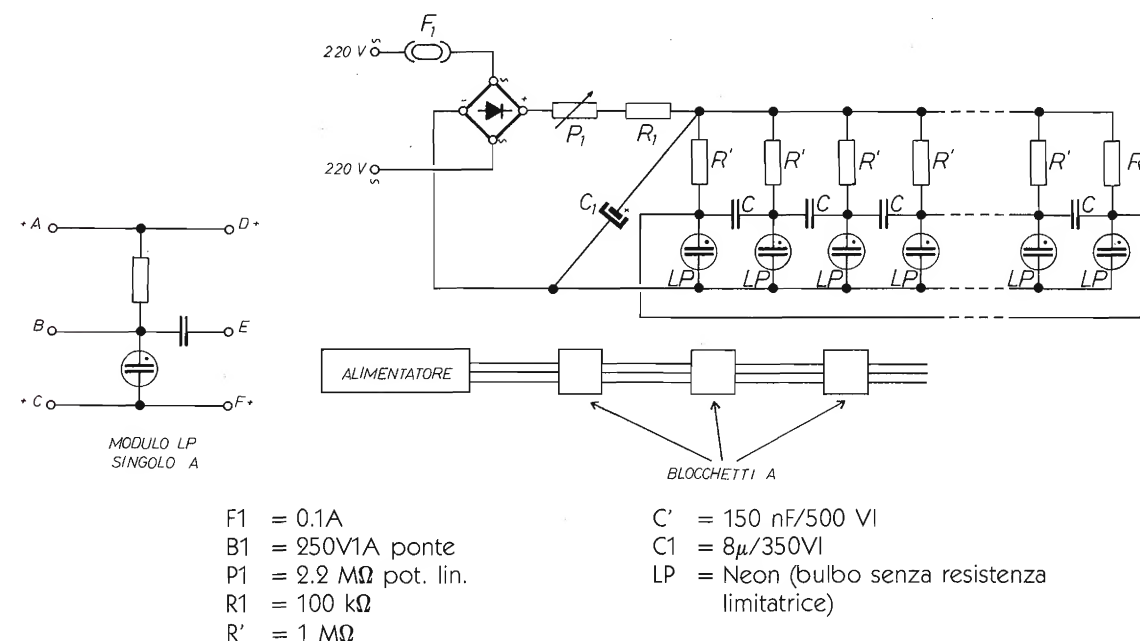 F₁
220 V
~
~
-
+
P₁
R₁
~
220 V
~
R' R' R' R' R' R
C₁
+
C C C C
LP LP LP LP LP LP
+ A
D +
B
E
+ C
F +
MODULO LP
SINGOLO A
ALIMENTATORE
BLOCCHETTI A
F1 = 0.1A
B1 = 250V1A ponte
P1 = 2.2 MΩ pot. lin.
R1 = 100 kΩ
R' = 1 MΩ
C' = 150 nF/500 Vl
C1 = 8µ/350Vl
LP = Neon (bulbo senza resistenza
limitatrice)